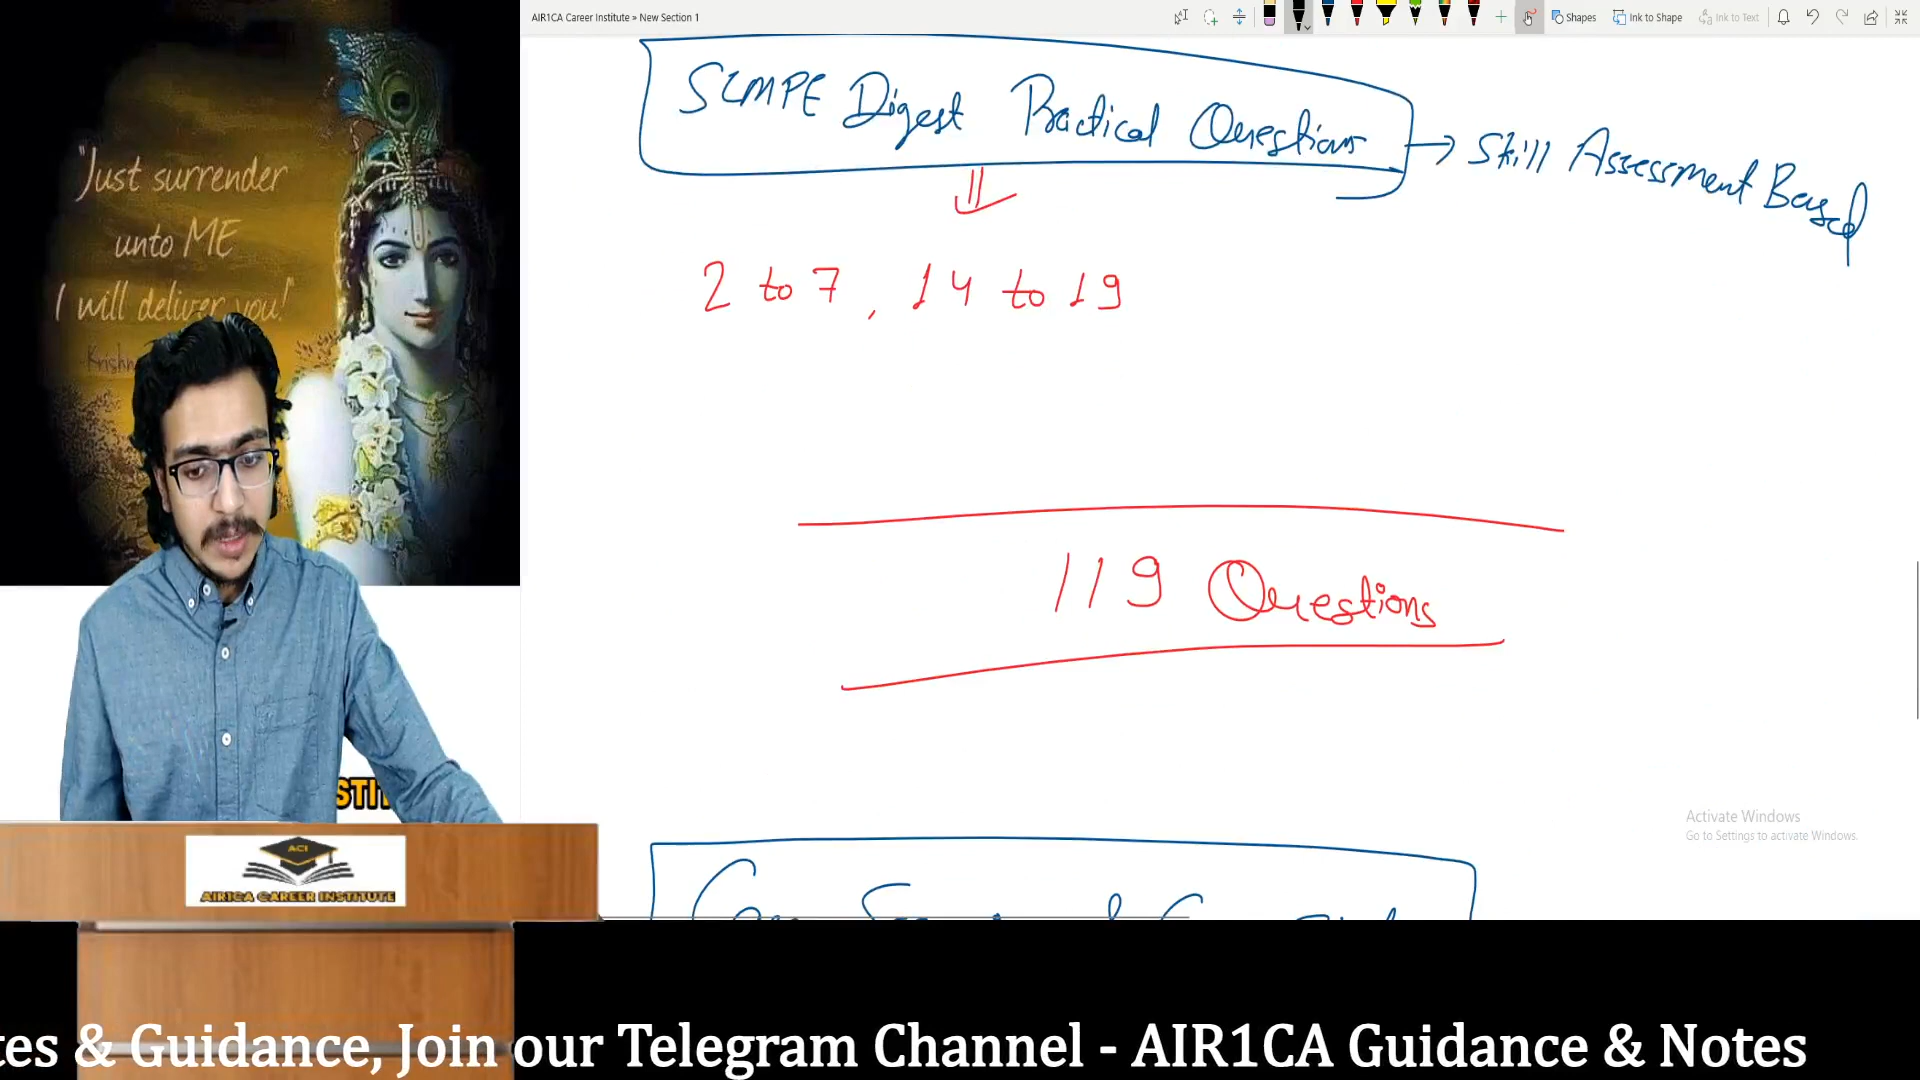 AIR1CA Career Institute » New Section 1
Shapes
Ink to Shape
Ink to Text
SCMPE Digest Practical Questions → Skill Assessment Based
"Just surrender
unto ME
I will deliver you!"
2 to 7, 14 to 19
119 Questions
Activate Windows
Go to Settings to activate Windows.
ACI
AIR1CA CAREER INSTITUTE
& Guidance, Join our Telegram Channel - AIR1CA Guidance & Notes